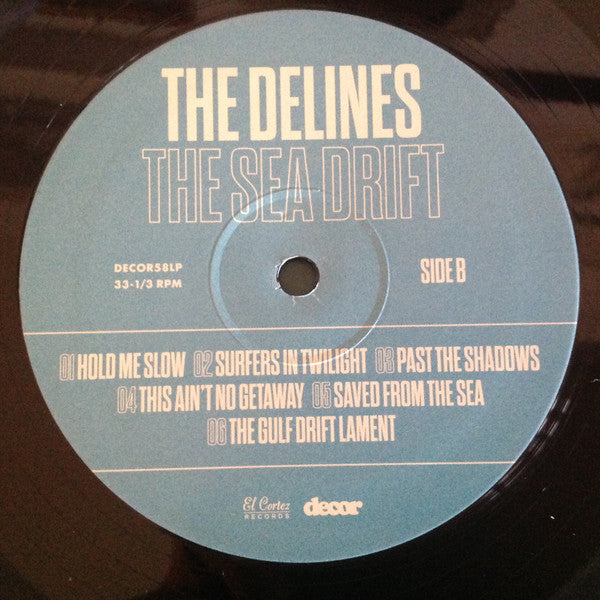 THE DELINES
THE SEA DRIFT
DECOR58LP
33-1/3 RPM
SIDE B
01 HOLD ME SLOW 02 SURFERS IN TWILIGHT 03 PAST THE SHADOWS
04 THIS AIN'T NO GETAWAY 05 SAVED FROM THE SEA
06 THE GULF DRIFT LAMENT
El Cortez
RECORDS
decor